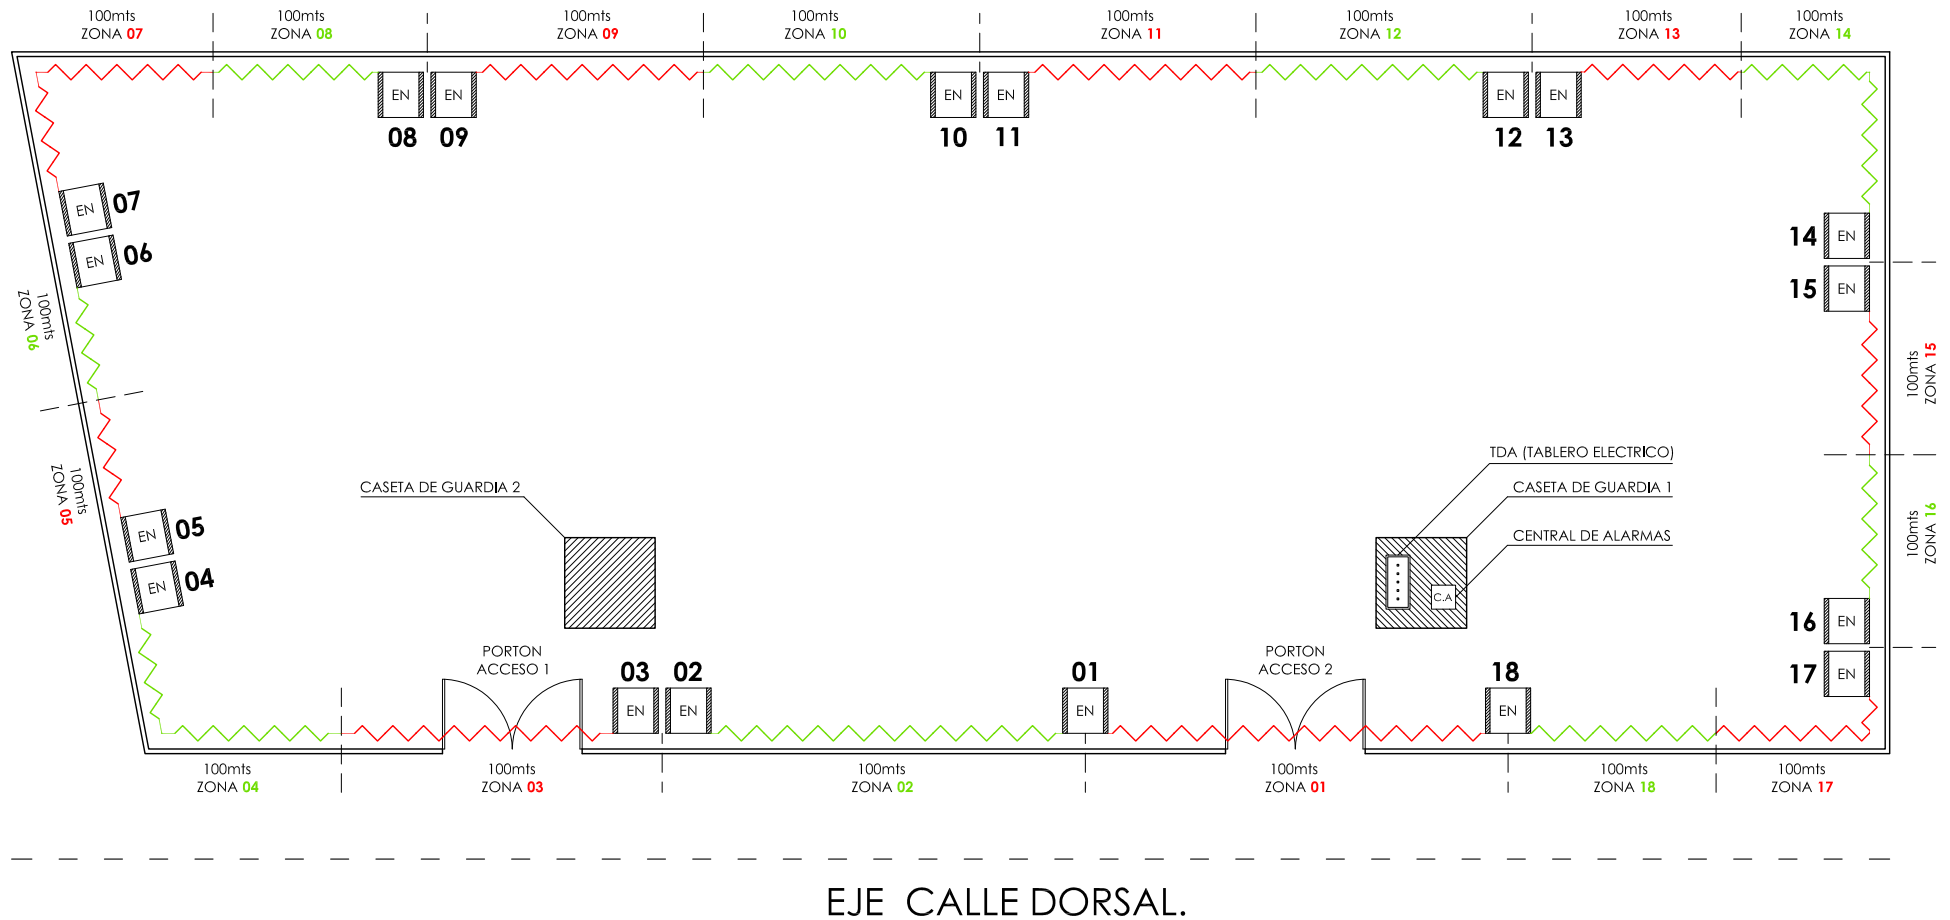 100mts
ZONA 07
100mts
ZONA 08
100mts
ZONA 09
100mts
ZONA 10
100mts
ZONA 11
100mts
ZONA 12
100mts
ZONA 13
100mts
ZONA 14
EN
08
EN
09
EN
10
EN
11
EN
12
EN
13
EN
07
EN
06
100mts
ZONA 06
100mts
ZONA 05
EN
05
EN
04
14
EN
15
EN
100mts
ZONA 15
100mts
ZONA 16
16
EN
17
EN
TDA (TABLERO ELECTRICO)
CASETA DE GUARDIA 2
CASETA DE GUARDIA 1
CENTRAL DE ALARMAS
C.A
PORTON
ACCESO 1
03
EN
02
EN
01
EN
PORTON
ACCESO 2
18
EN
100mts
ZONA 04
100mts
ZONA 03
100mts
ZONA 02
100mts
ZONA 01
100mts
ZONA 18
100mts
ZONA 17
EJE CALLE DORSAL.